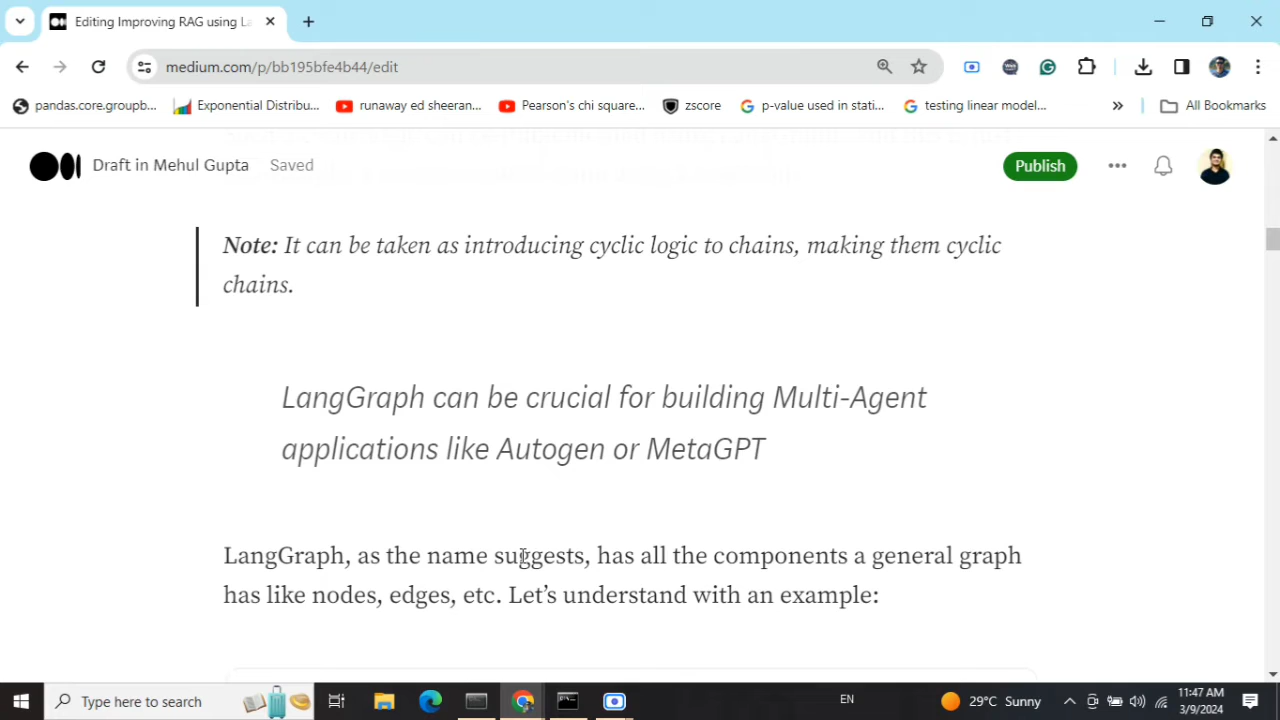 Editing Improving RAG using La
medium.com/p/bb195bfe4b44/edit
pandas.core.groupb...
Exponential Distribu...
runaway ed sheeran...
Pearson's chi square...
zscore
p-value used in stati...
testing linear model...
»
All Bookmarks
Draft in Mehul Gupta
Saved
Publish
Note: It can be taken as introducing cyclic logic to chains, making them cyclic
chains.
LangGraph can be crucial for building Multi-Agent
applications like Autogen or MetaGPT
LangGraph, as the name suggests, has all the components a general graph
has like nodes, edges, etc. Let’s understand with an example:
Type here to search
EN
29°C Sunny
11:47 AM
3/9/2024